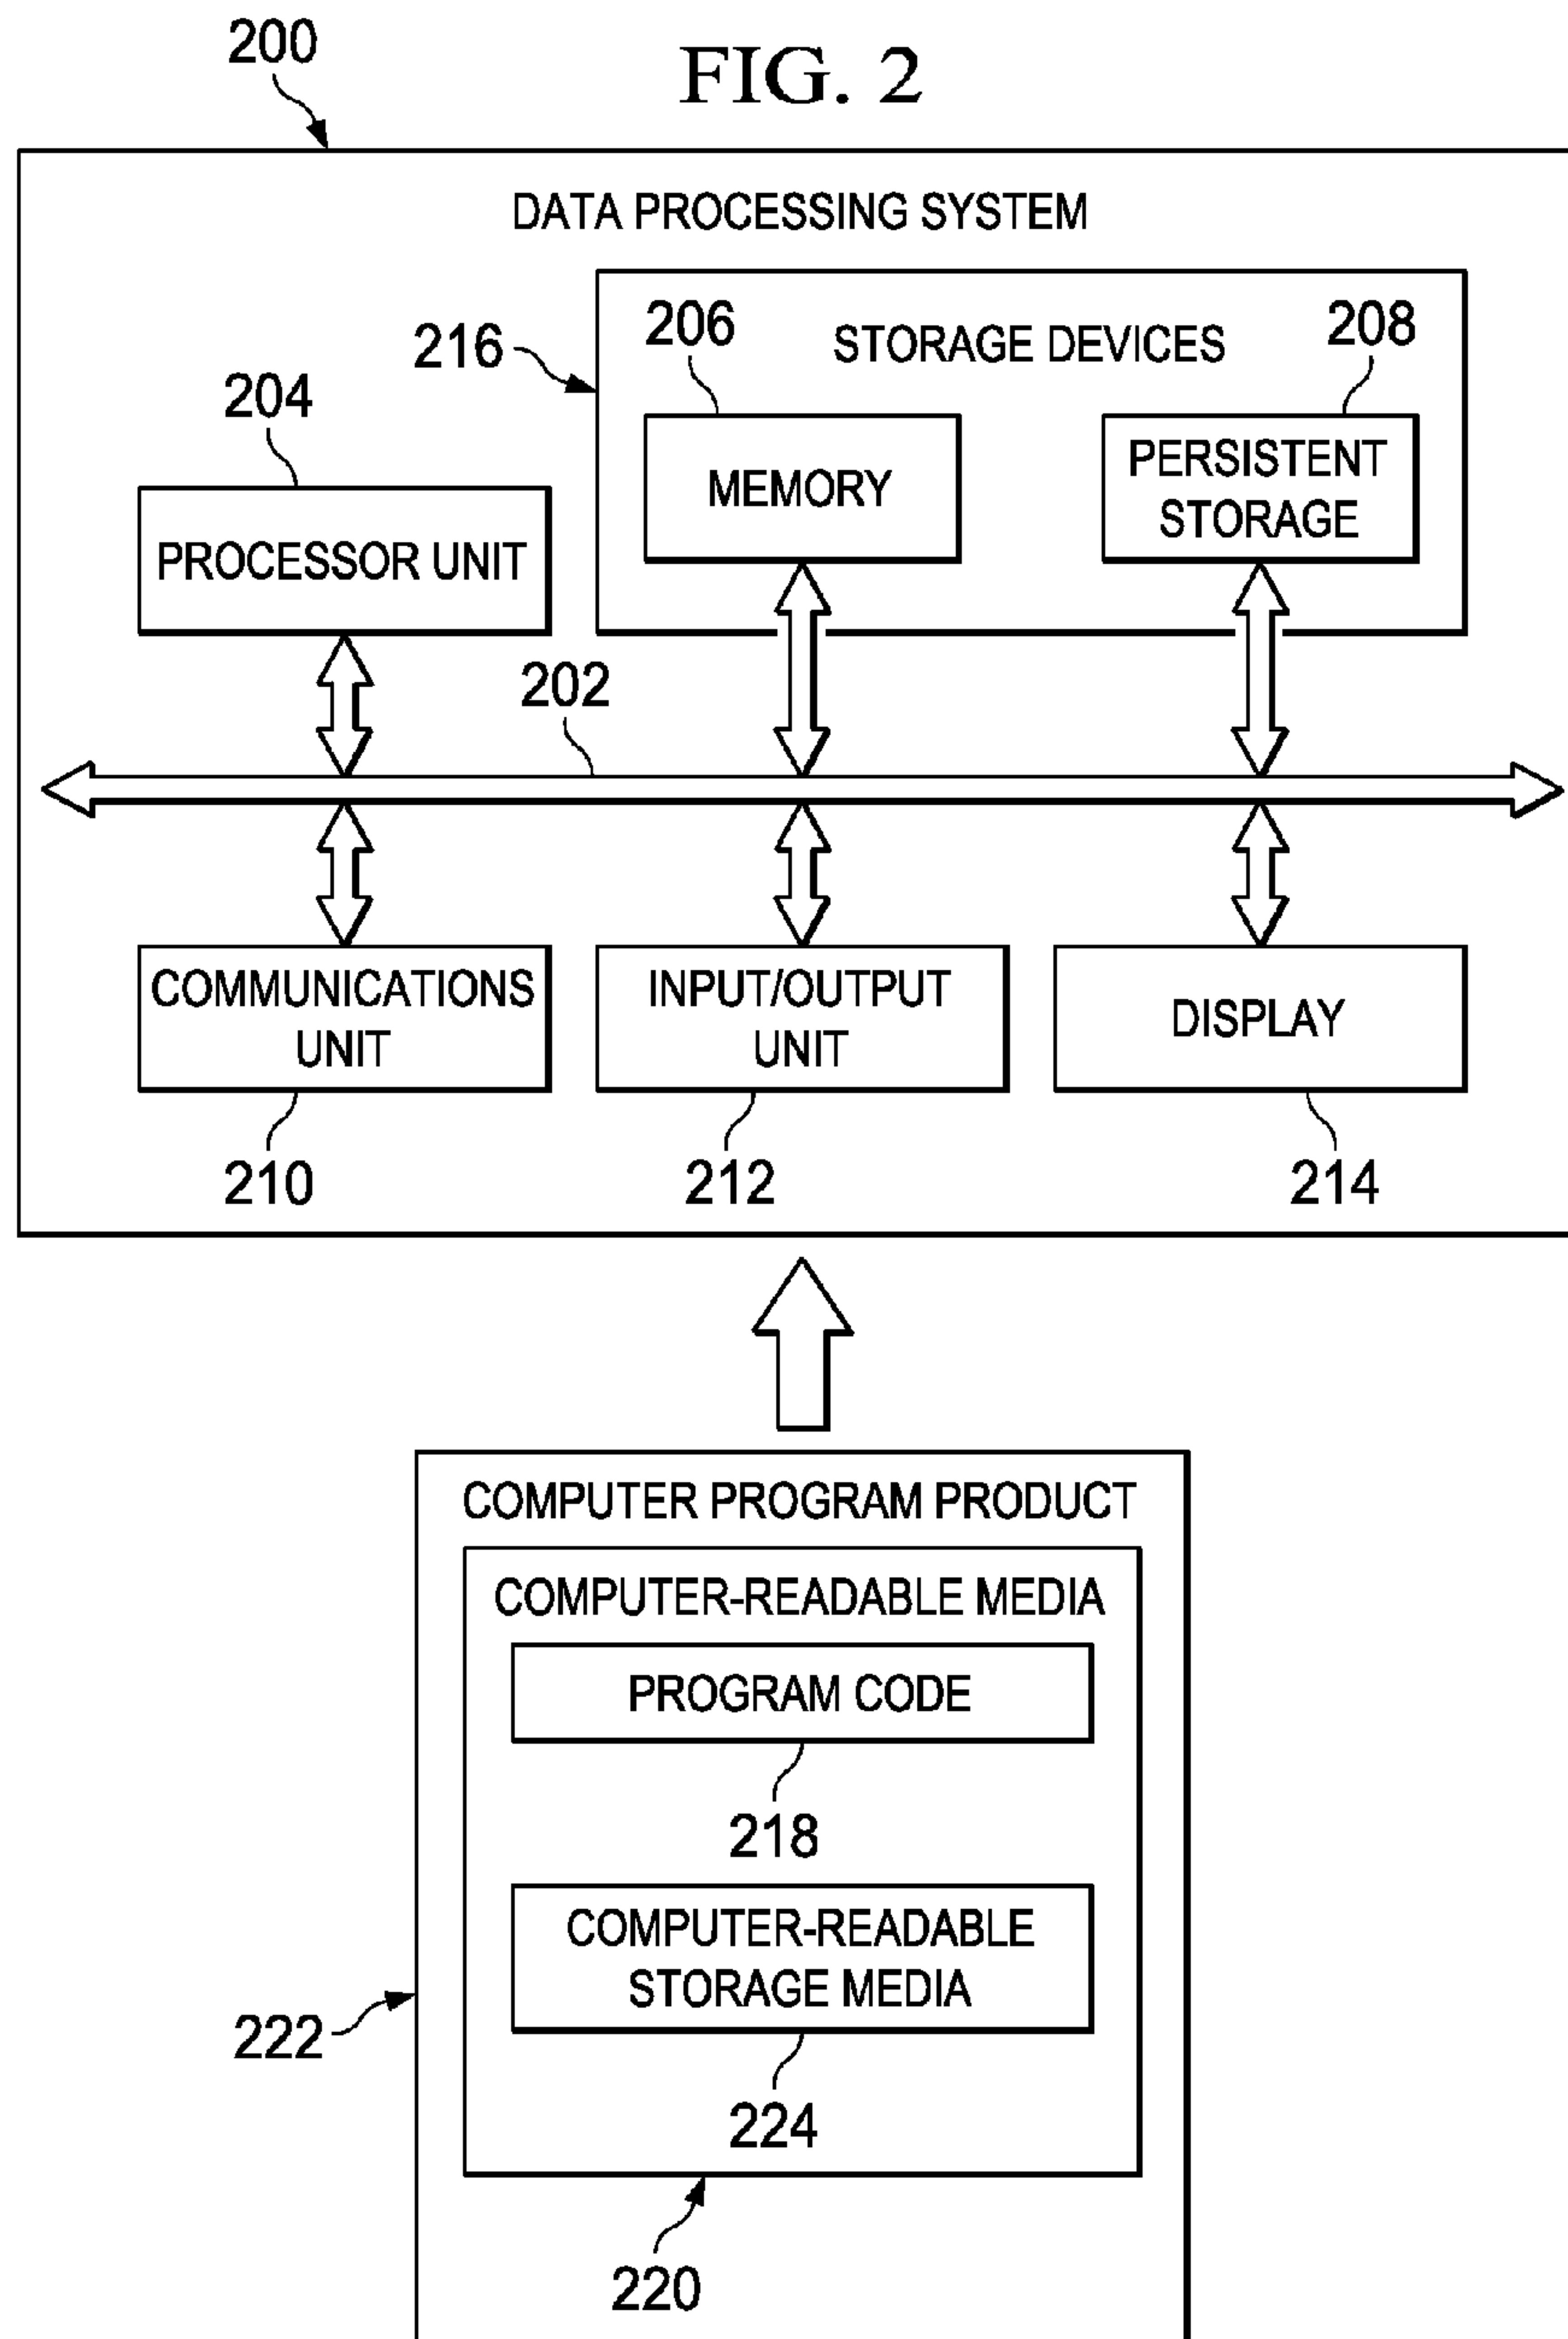 200
FIG. 2
DATA PROCESSING SYSTEM
216
206
STORAGE DEVICES
208
204
MEMORY
PERSISTENT
STORAGE
PROCESSOR UNIT
202
COMMUNICATIONS
UNIT
INPUT/OUTPUT
UNIT
DISPLAY
210
212
214
COMPUTER PROGRAM PRODUCT
COMPUTER-READABLE MEDIA
PROGRAM CODE
218
COMPUTER-READABLE
STORAGE MEDIA
222
224
220